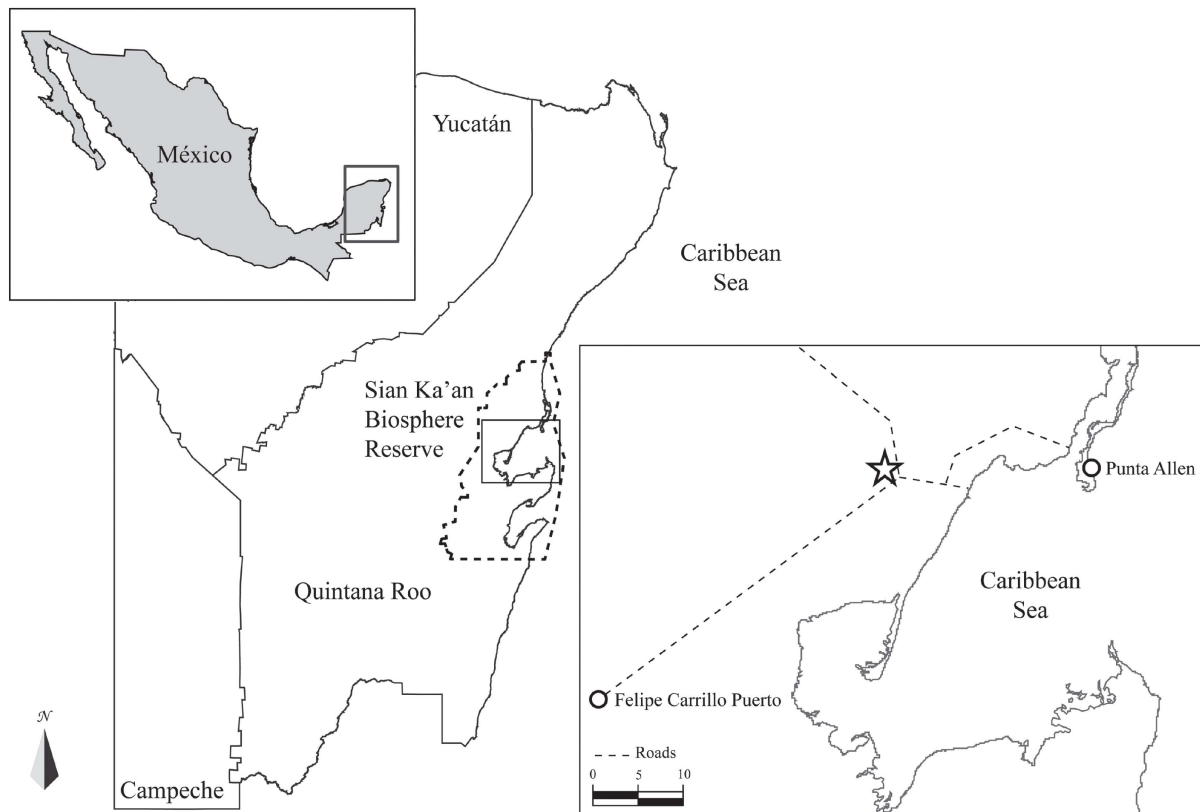 México
Yucatán
Caribbean
Sea
Sian Ka'an
Biosphere
Reserve
Quintana Roo
Campeche
N
Punta Allen
Caribbean
Sea
Felipe Carrillo Puerto
Roads
0 5 10